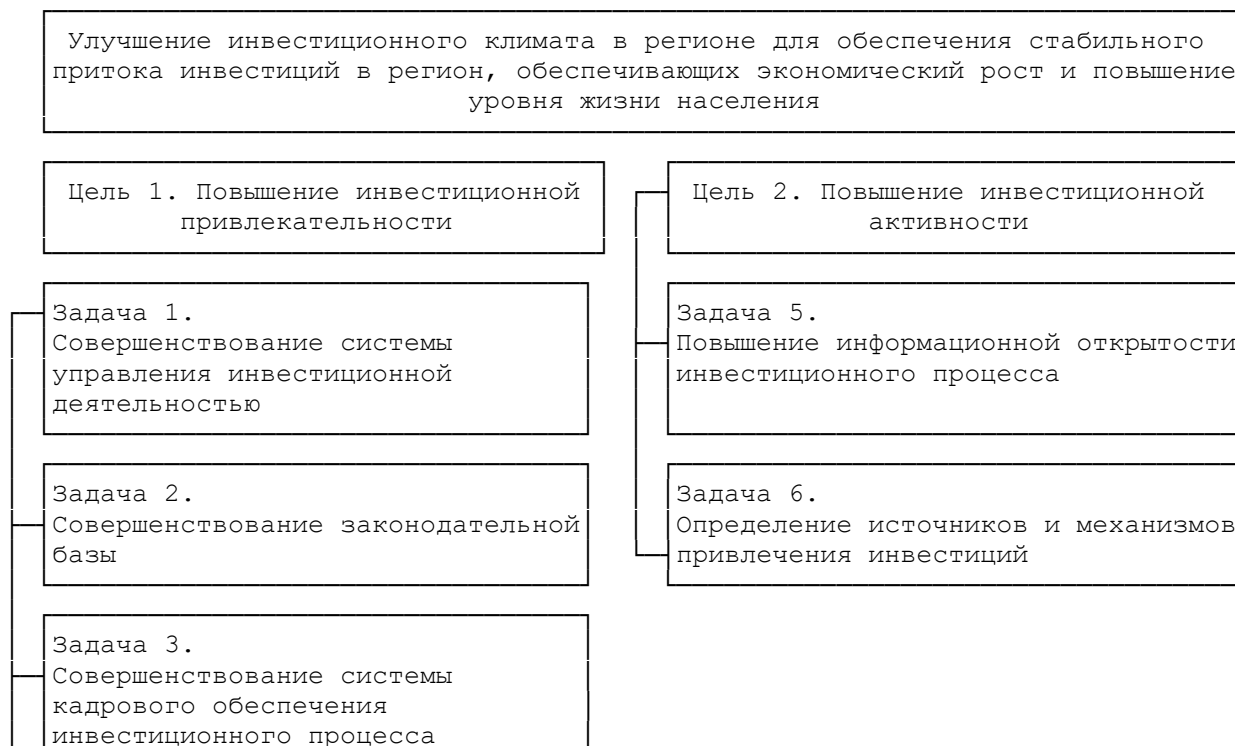 Улучшение инвестиционного климата в регионе для обеспечения стабильного
притока инвестиций в регион, обеспечивающих экономический рост и повышение
уровня жизни населения
Цель 1. Повышение инвестиционной
привлекательности
Цель 2. Повышение инвестиционной
активности
Задача 1.
Совершенствование системы
управления инвестиционной
деятельностью
Задача 5.
Повышение информационной открытости
инвестиционного процесса
Задача 2.
Совершенствование законодательной
базы
Задача 6.
Определение источников и механизмов
привлечения инвестиций
Задача 3.
Совершенствование системы
кадрового обеспечения
инвестиционного процесса